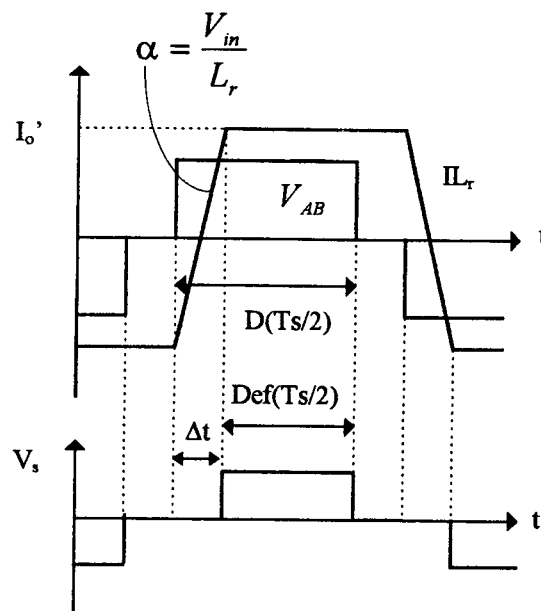 α = V_in / L_r
I_o'
IL_r
V_AB
t
D(Ts/2)
Def(Ts/2)
Δt
V_s
t